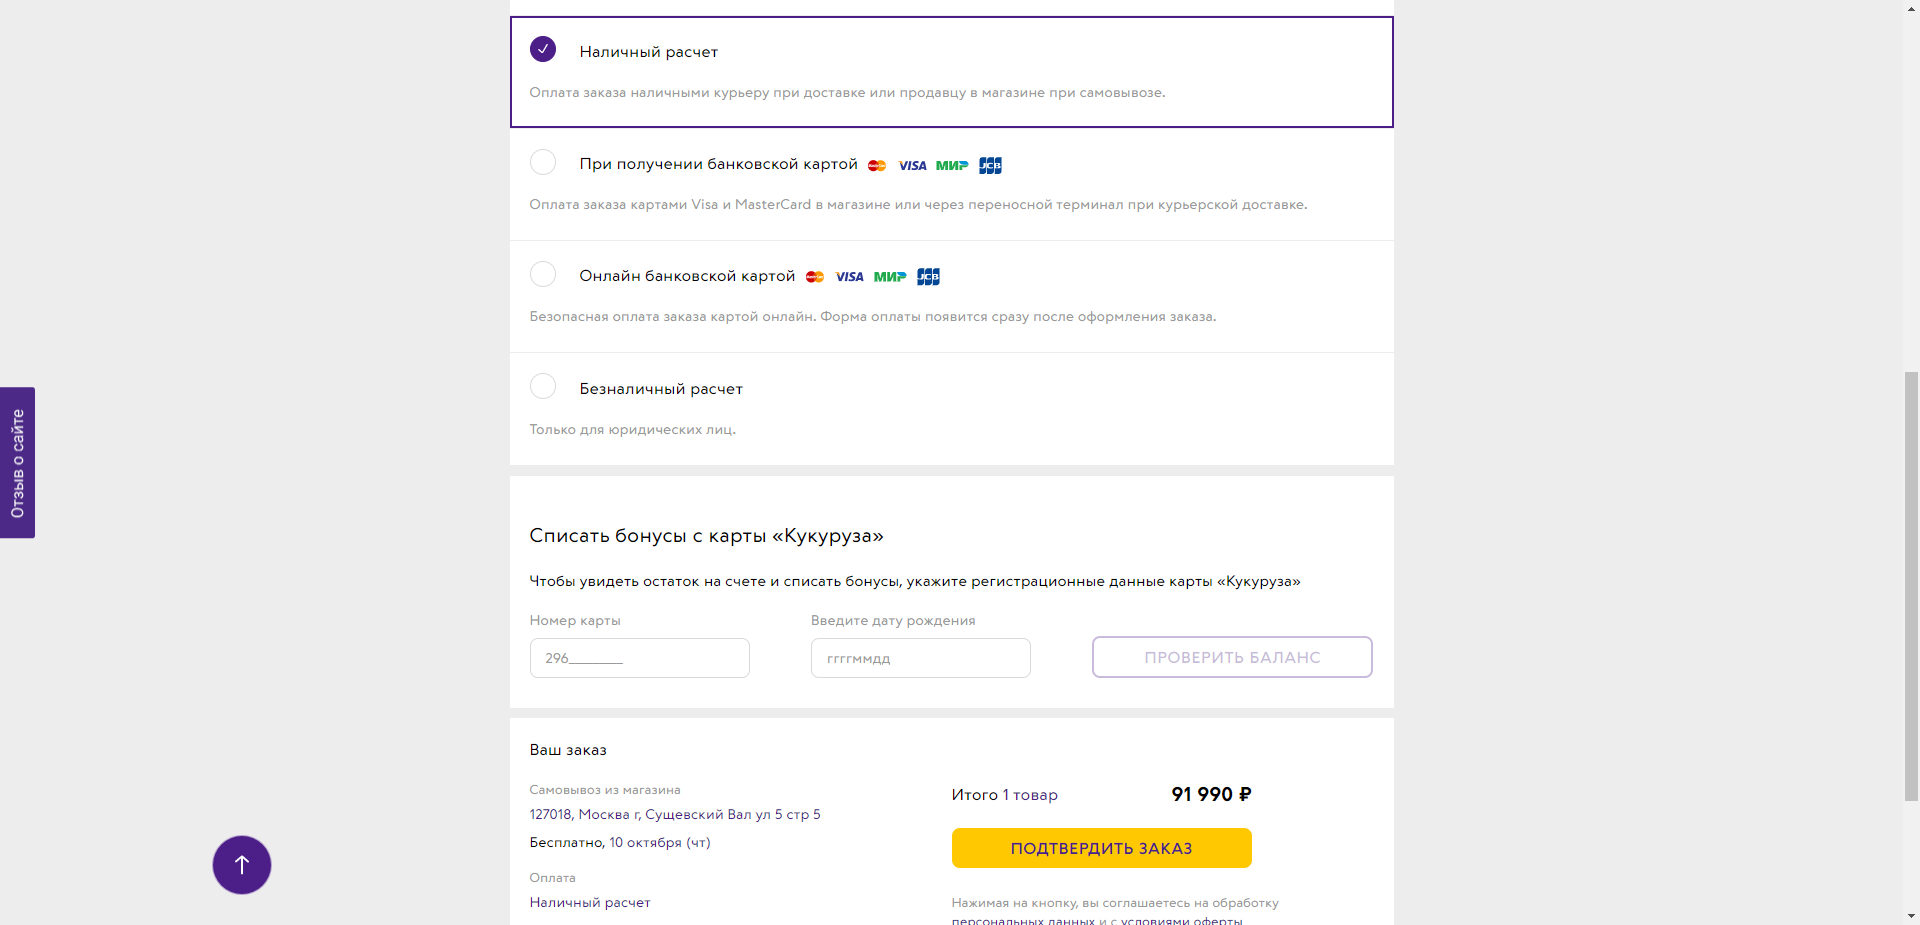 Наличный расчет
Оплата заказа наличными курьеру при доставке или продавцу в магазине при самовывозе.
При получении банковской картой MasterCard VISA МИР JCB
Оплата заказа картами Visa и MasterCard в магазине или через переносной терминал при курьерской доставке.
Онлайн банковской картой MasterCard VISA МИР JCB
Безопасная оплата заказа картой онлайн. Форма оплаты появится сразу после оформления заказа.
Безналичный расчет
Только для юридических лиц.
Отзыв о сайте
Списать бонусы с карты «Кукуруза»
Чтобы увидеть остаток на счете и списать бонусы, укажите регистрационные данные карты «Кукуруза»
Номер карты
Введите дату рождения
296________
ггггммдд
ПРОВЕРИТЬ БАЛАНС
Ваш заказ
Самовывоз из магазина
127018, Москва г, Сущевский Вал ул 5 стр 5
Бесплатно, 10 октября (чт)
Оплата
Наличный расчет
Итого 1 товар 91 990 ₽
ПОДТВЕРДИТЬ ЗАКАЗ
Нажимая на кнопку, вы соглашаетесь на обработку
персональных данных и с условиями оферты